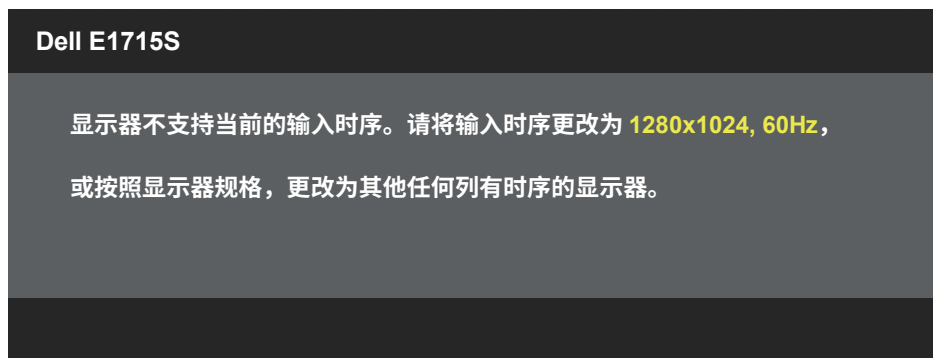 Dell E1715S
显示器不支持当前的输入时序。请将输入时序更改为 1280x1024, 60Hz，
或按照显示器规格，更改为其他任何列有时序的显示器。